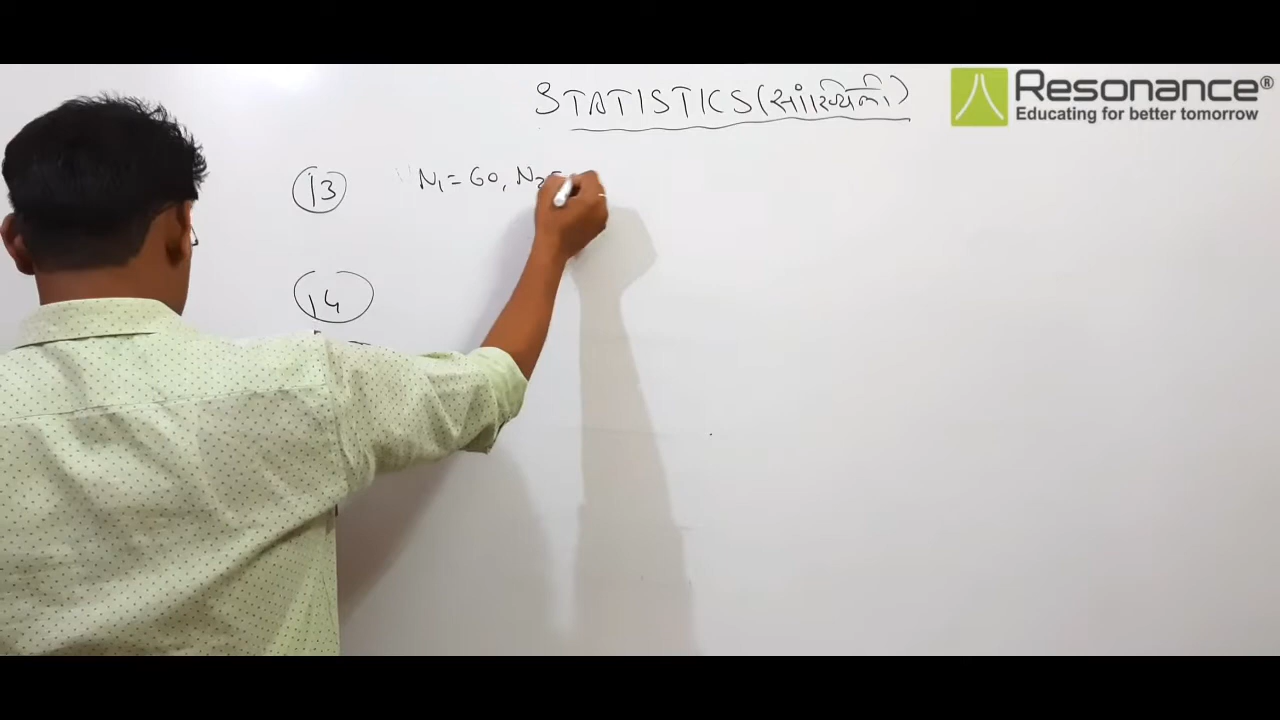 STATISTICS (सांख्यिकी)
Resonance®
Educating for better tomorrow
13 N₁ = 60, N₂ =
14